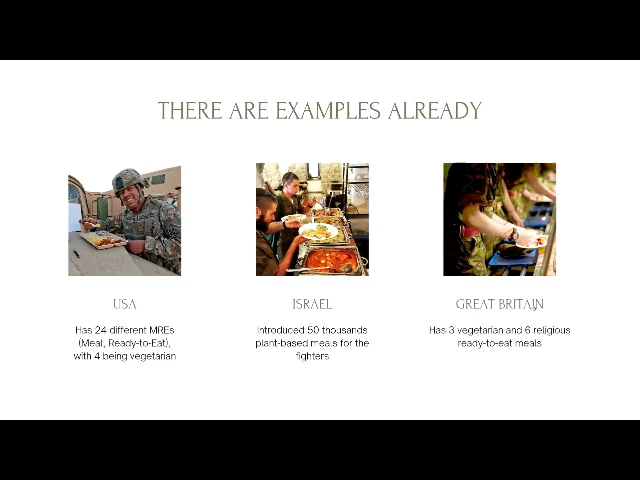 THERE ARE EXAMPLES ALREADY
USA
Has 24 different MREs
(Meal, Ready-to-Eat),
with 4 being vegetarian
ISRAEL
Introduced 50 thousands
plant-based meals for the
fighters
GREAT BRITAIN
Has 3 vegetarian and 6 religious
ready-to-eat meals